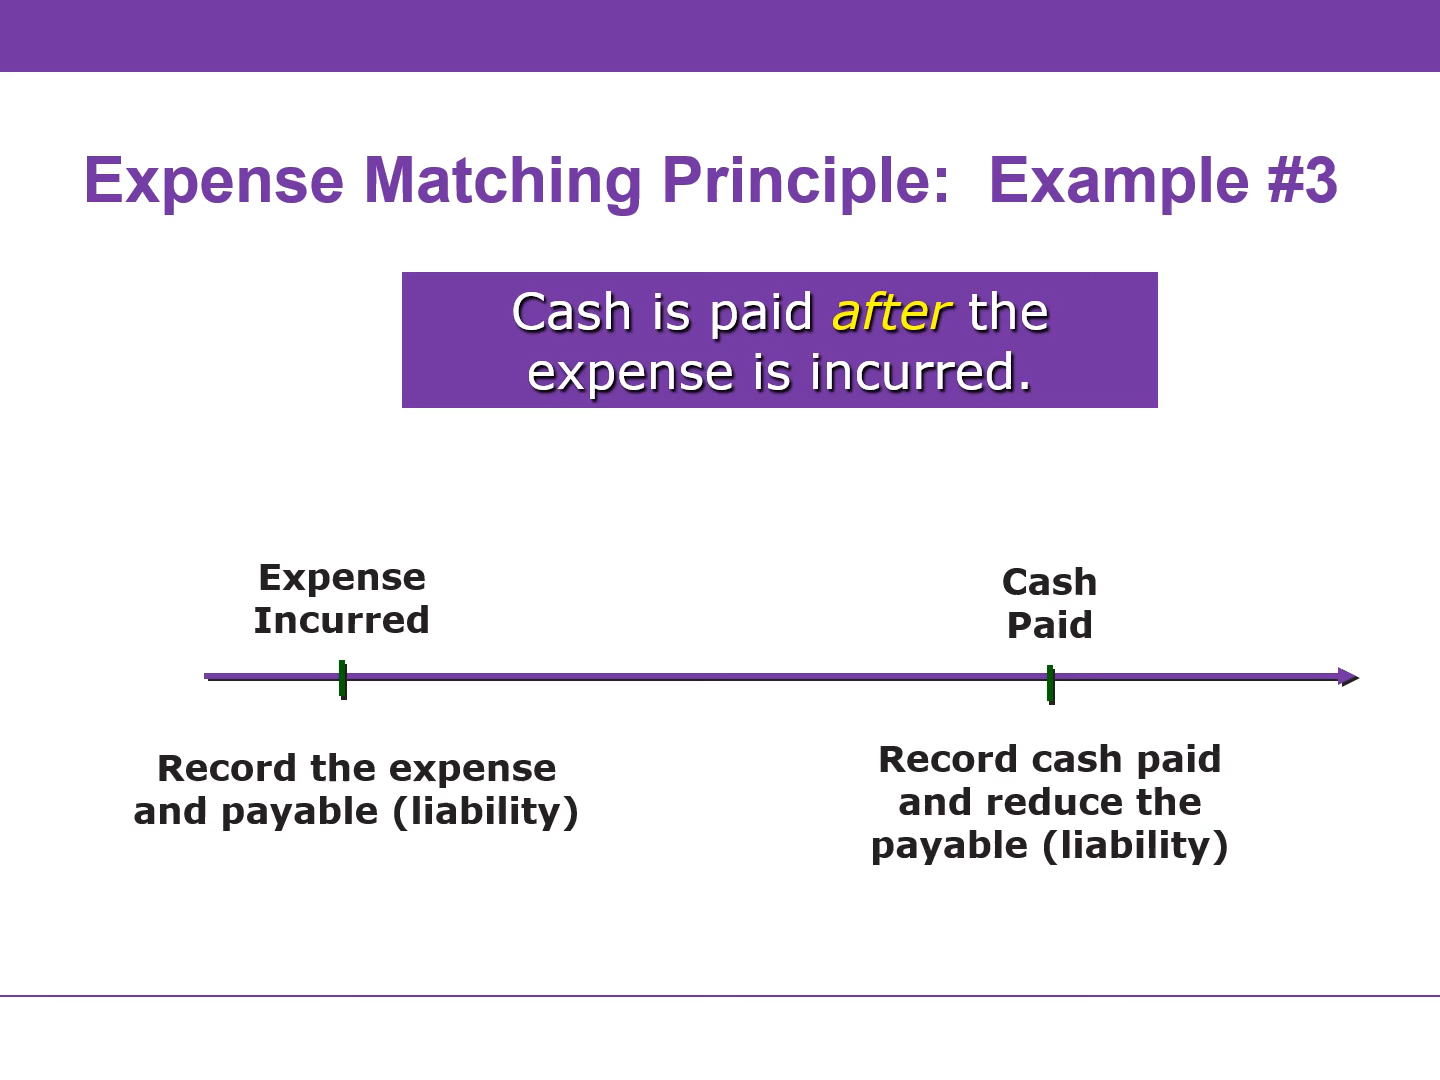 Expense Matching Principle:  Example #3
Cash is paid after the
expense is incurred.
Expense
Incurred
Cash
Paid
Record the expense
and payable (liability)
Record cash paid
and reduce the
payable (liability)